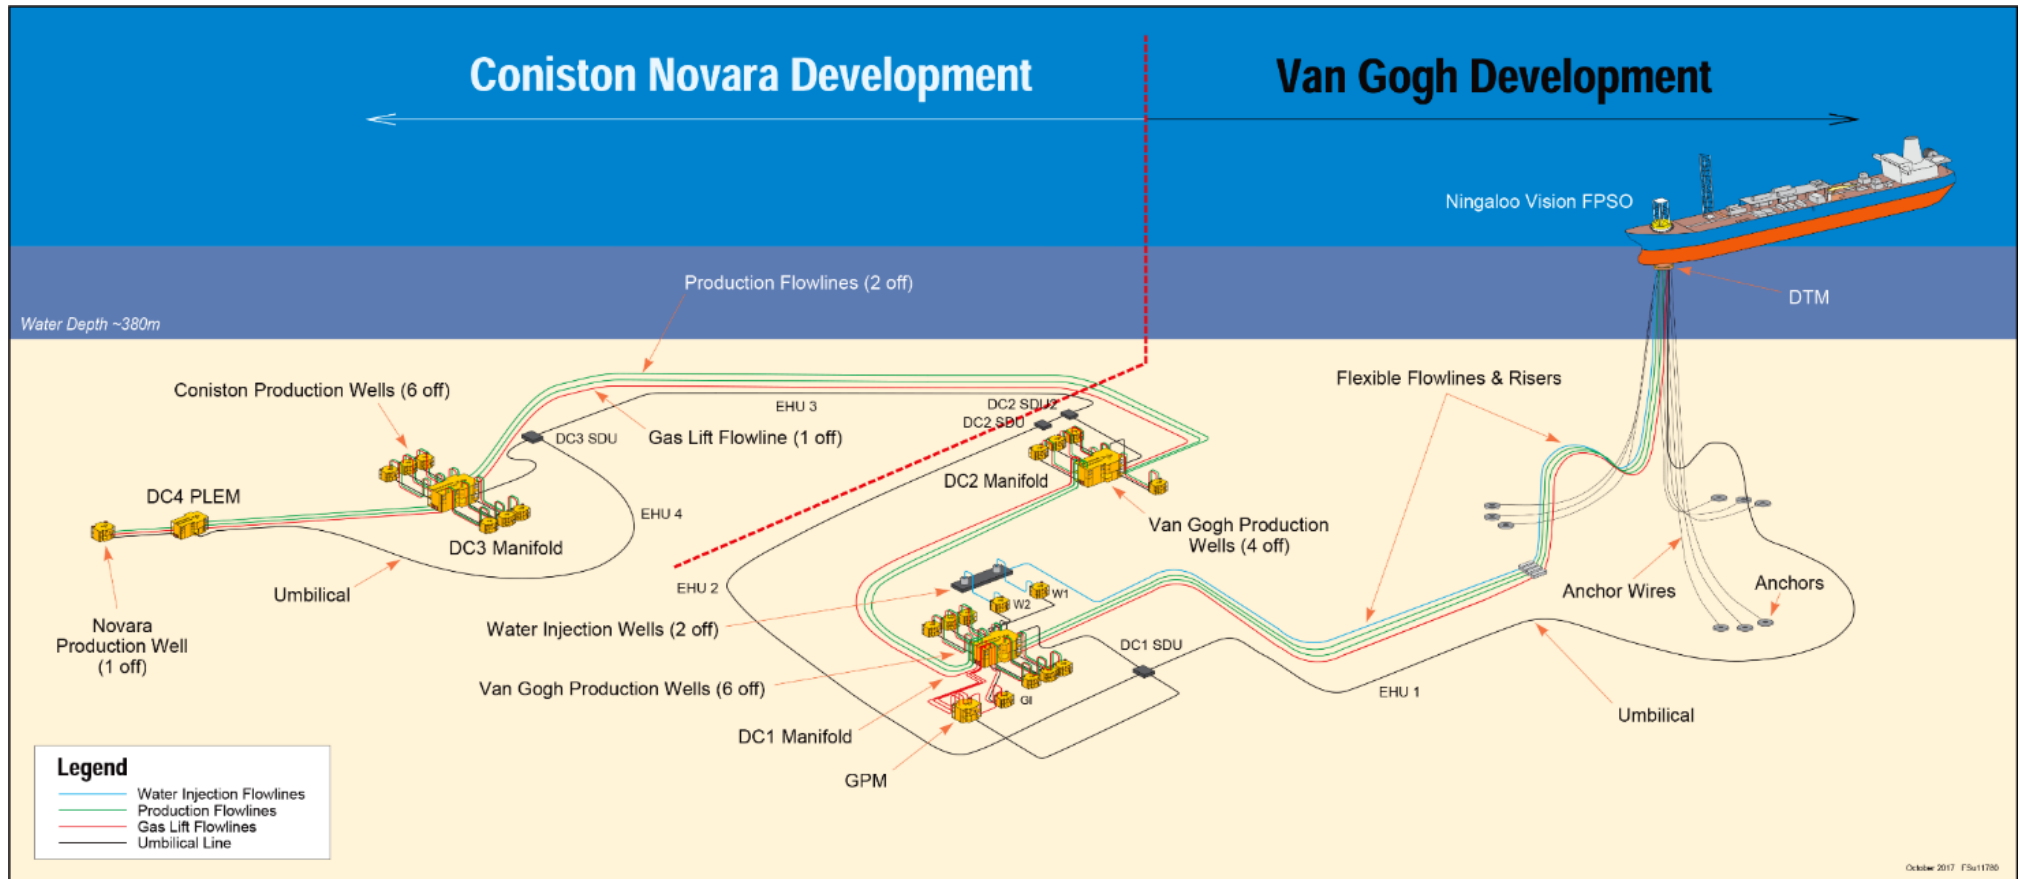 Coniston Novara Development
Van Gogh Development
Ningaloo Vision FPSO
DTM
Production Flowlines (2 off)
Water Depth ~380m
Coniston Production Wells (6 off)
Flexible Flowlines & Risers
EHU 3
DC2 SDU2
DC2 SDU
DC3 SDU
Gas Lift Flowline (1 off)
DC2 Manifold
DC4 PLEM
EHU 4
Van Gogh Production
Wells (4 off)
DC3 Manifold
Umbilical
EHU 2
Anchor Wires
Anchors
W1
W2
Novara
Production Well
(1 off)
Water Injection Wells (2 off)
DC1 SDU
Van Gogh Production Wells (6 off)
GI
EHU 1
Umbilical
DC1 Manifold
GPM
Legend
Water Injection Flowlines
Production Flowlines
Gas Lift Flowlines
Umbilical Line
October 2017 FSu11780